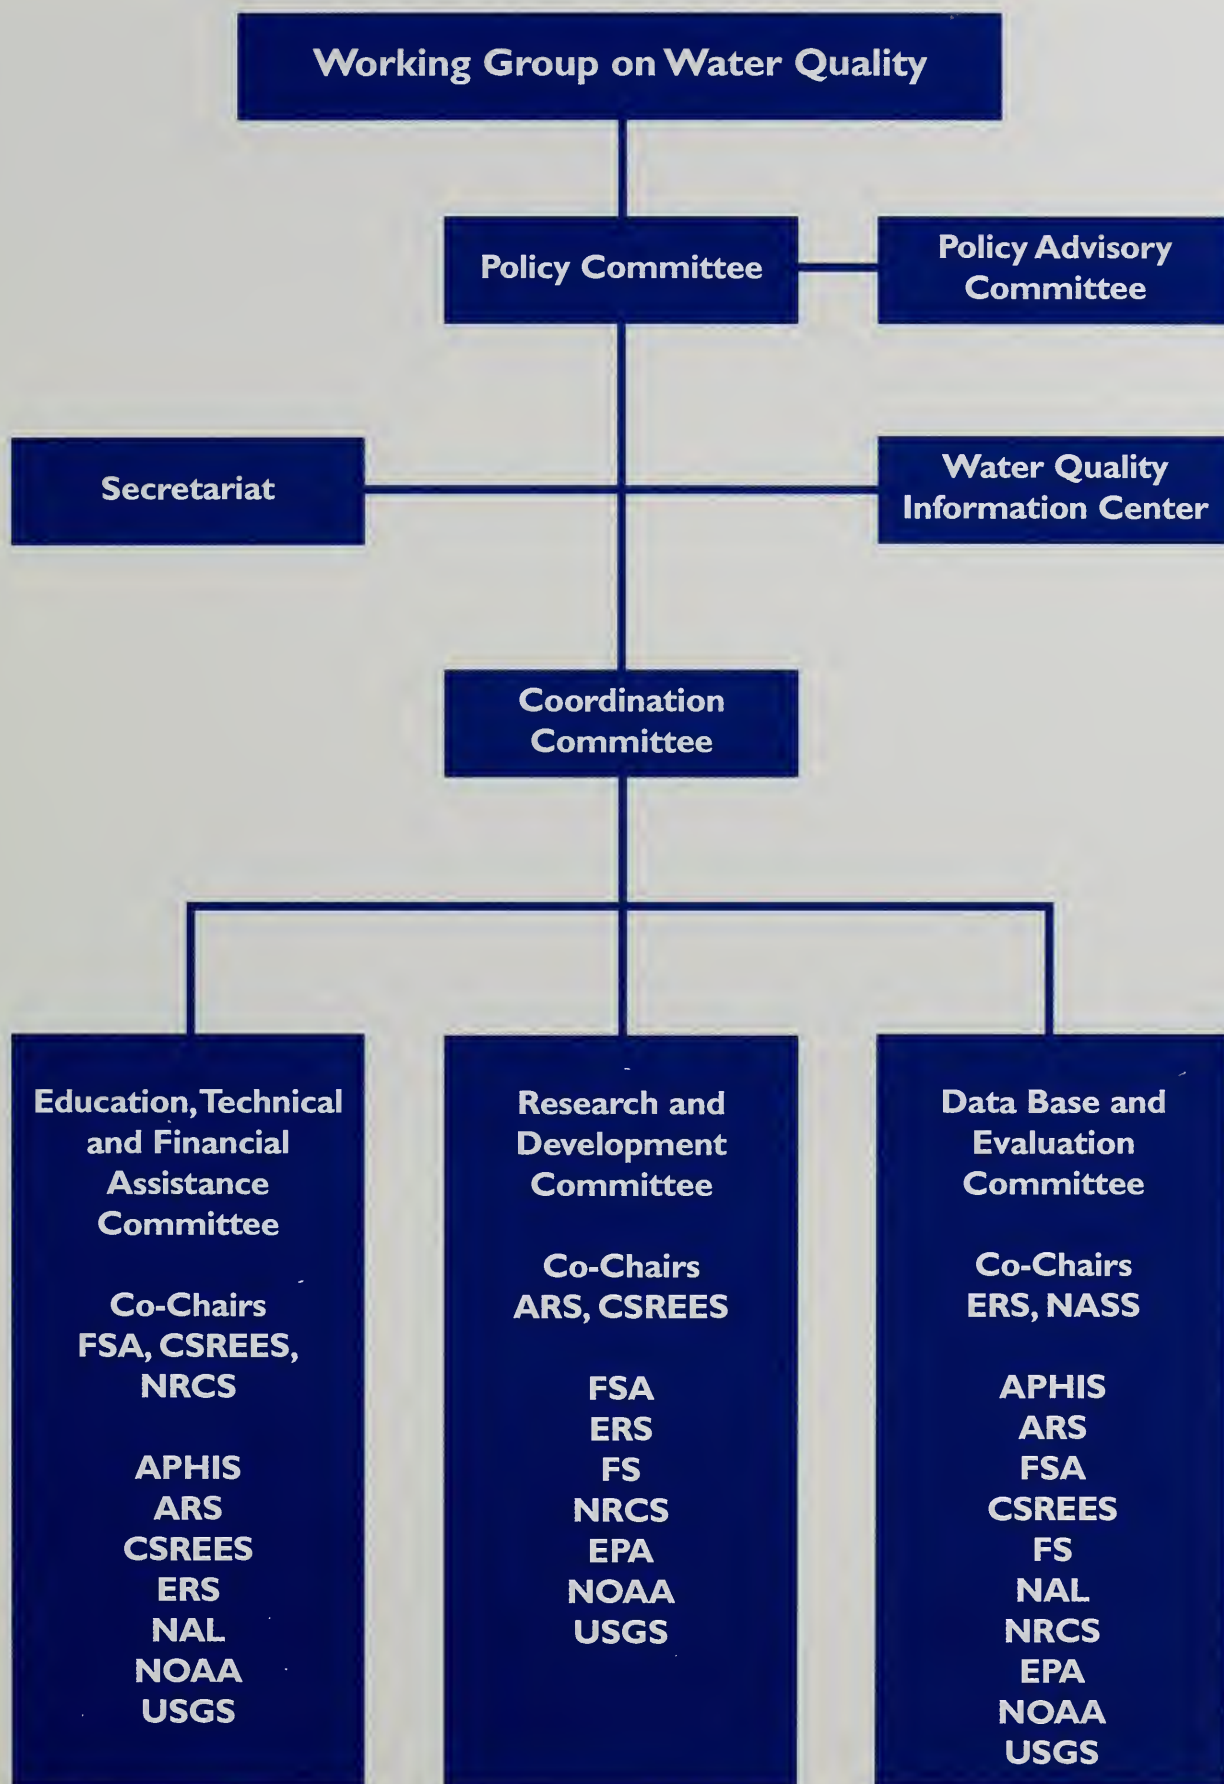 Working Group on Water Quality
Policy Committee
Policy Advisory
Committee
Secretariat
Water Quality
Information Center
Coordination
Committee
Education, Technical
and Financial
Assistance
Committee
Co-Chairs
FSA, CSREES,
NRCS
APHIS
ARS
CSREES
ERS
NAL
NOAA
USGS
Research and
Development
Committee
Co-Chairs
ARS, CSREES
FSA
ERS
FS
NRCS
EPA
NOAA
USGS
Data Base and
Evaluation
Committee
Co-Chairs
ERS, NASS
APHIS
ARS
FSA
CSREES
FS
NAL
NRCS
EPA
NOAA
USGS